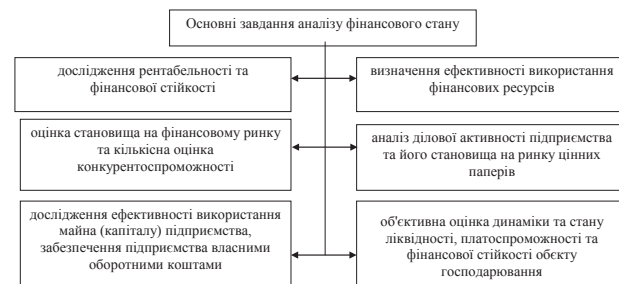 Основні завдання аналізу фінансового стану
дослідження рентабельності та
фінансової стійкості
визначення ефективності використання
фінансових ресурсів
оцінка становища на фінансовому ринку
та кількісна оцінка
конкурентоспроможності
аналіз ділової активності підприємства
та його становища на ринку цінних
паперів
дослідження ефективності використання
майна (капіталу) підприємства,
забезпечення підприємства власними
оборотними коштами
об'єктивна оцінка динаміки та стану
ліквідності, платоспроможності та
фінансової стійкості обєкту
господарювання